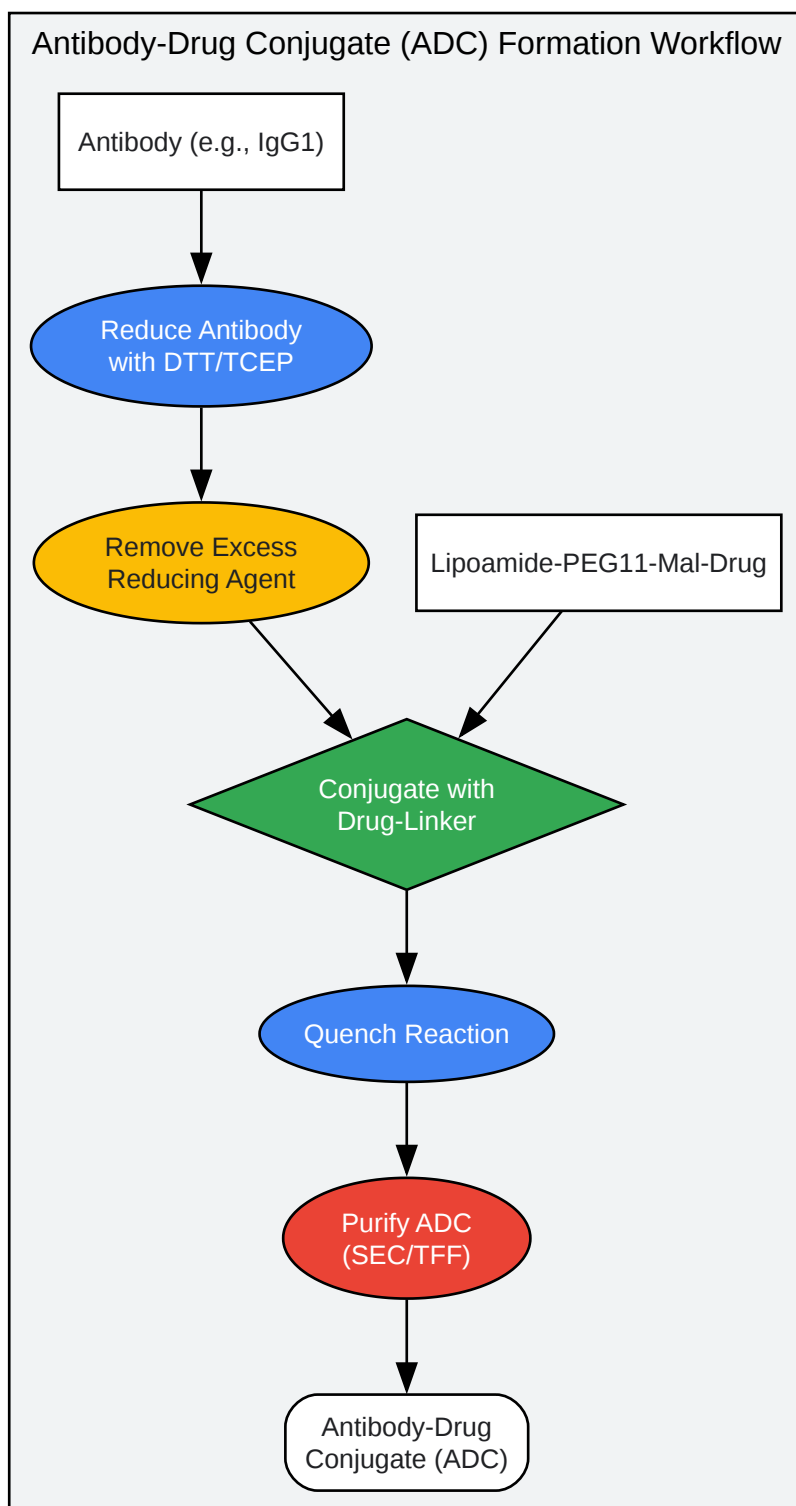 Antibody-Drug Conjugate (ADC) Formation Workflow
Antibody (e.g., IgG1)
Reduce Antibody
with DTT/TCEP
Remove Excess
Reducing Agent
Lipoamide-PEG11-Mal-Drug
Conjugate with
Drug-Linker
Quench Reaction
Purify ADC
(SEC/TFF)
Antibody-Drug
Conjugate (ADC)